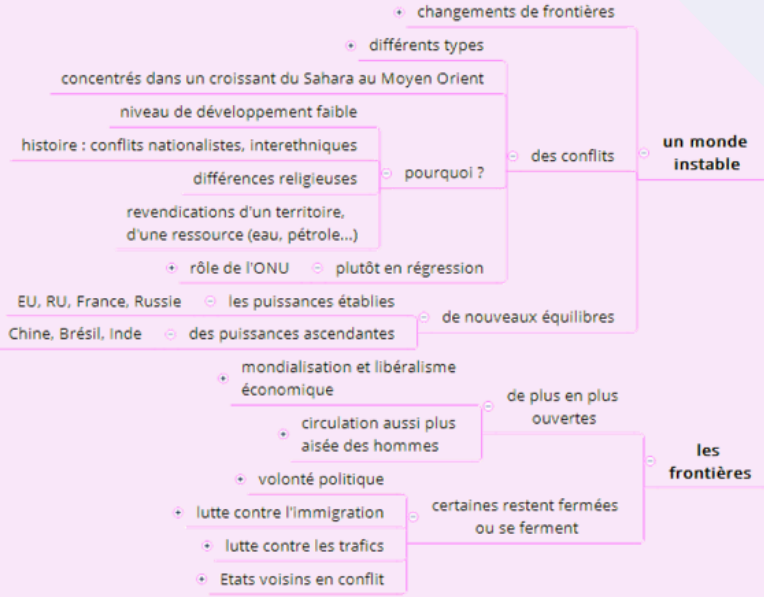 changements de frontières
différents types
concentrés dans un croissant du Sahara au Moyen Orient
niveau de développement faible
histoire : conflits nationalistes, interethniques
différences religieuses
revendications d'un territoire,
d'une ressource (eau, pétrole...)
pourquoi ?
des conflits
un monde
instable
rôle de l'ONU
plutôt en régression
EU, RU, France, Russie
les puissances établies
Chine, Brésil, Inde
des puissances ascendantes
de nouveaux équilibres
mondialisation et libéralisme
économique
circulation aussi plus
aisée des hommes
de plus en plus
ouvertes
les
frontières
volonté politique
lutte contre l'immigration
lutte contre les trafics
Etats voisins en conflit
certaines restent fermées
ou se ferment